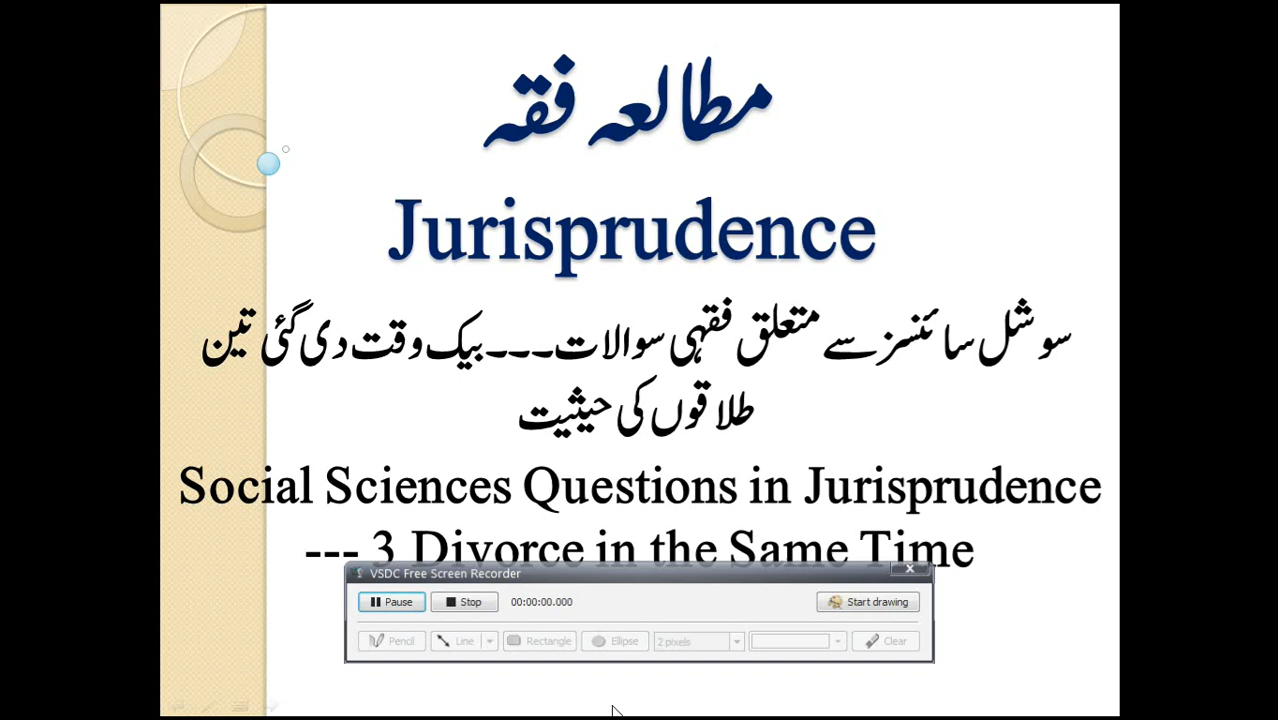 مطالعہ فقہ
Jurisprudence
سوشل سائنسز سے متعلق فقہی سوالات۔۔۔ بیک وقت دی گئی تین
طلاقوں کی حیثیت
Social Sciences Questions in Jurisprudence
--- 3 Divorce in the Same Time
VSDC Free Screen Recorder
Pause Stop 00:00:00.000 Start drawing
Pencil Line Rectangle Ellipse 2 pixels Clear